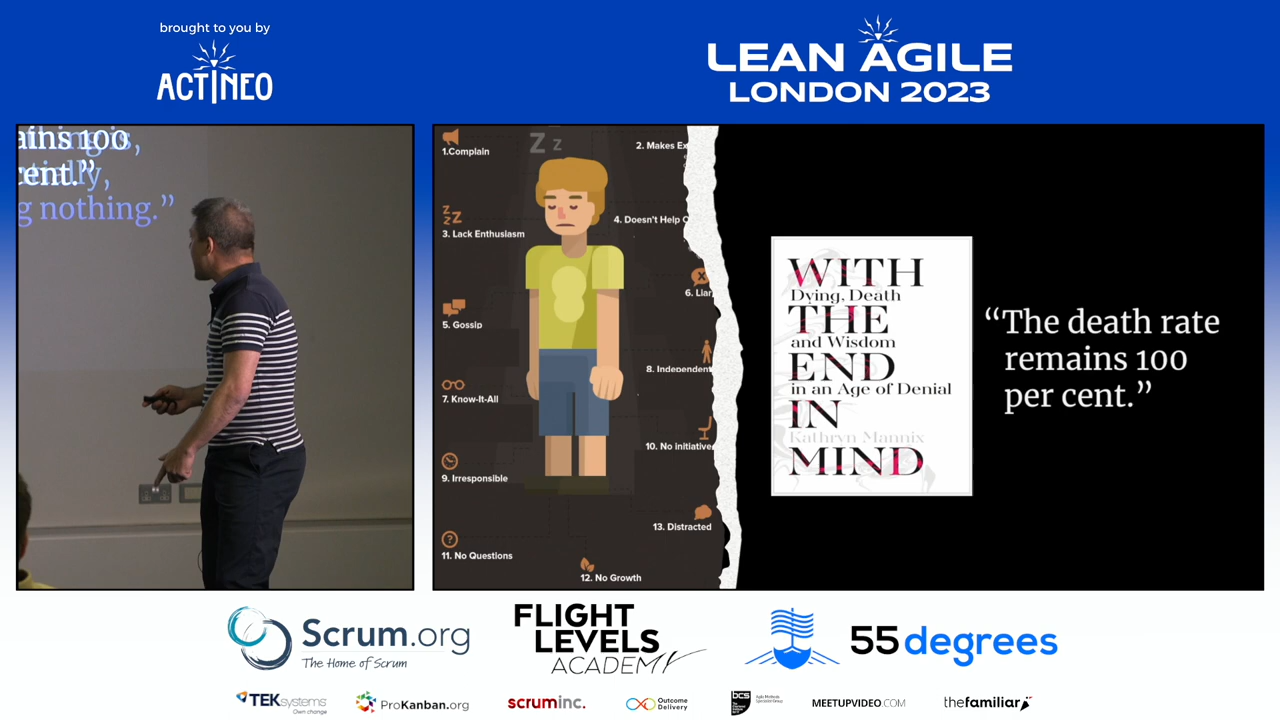 brought to you by
ACTINEO
LEAN AGILE
LONDON 2023
ains 100
cent.”
g nothing.”
1.Complain
2. Makes Ex
3. Lack Enthusiasm
4. Doesn't Help O
5. Gossip
6. Liar
7. Know-It-All
8. Independent
9. Irresponsible
10. No initiative
11. No Questions
13. Distracted
12. No Growth
WITH
Dying, Death
THE
and Wisdom
END
in an Age of Denial
IN
Kathryn Mannix
MIND
“The death rate
remains 100
per cent.”
Scrum.org
The Home of Scrum
FLIGHT
LEVELS
ACADEMY
55 degrees
TEKsystems
Own change
ProKanban.org
scruminc.
Outcome
Delivery
bcs
MEETUPVIDEO.COM
thefamiliar